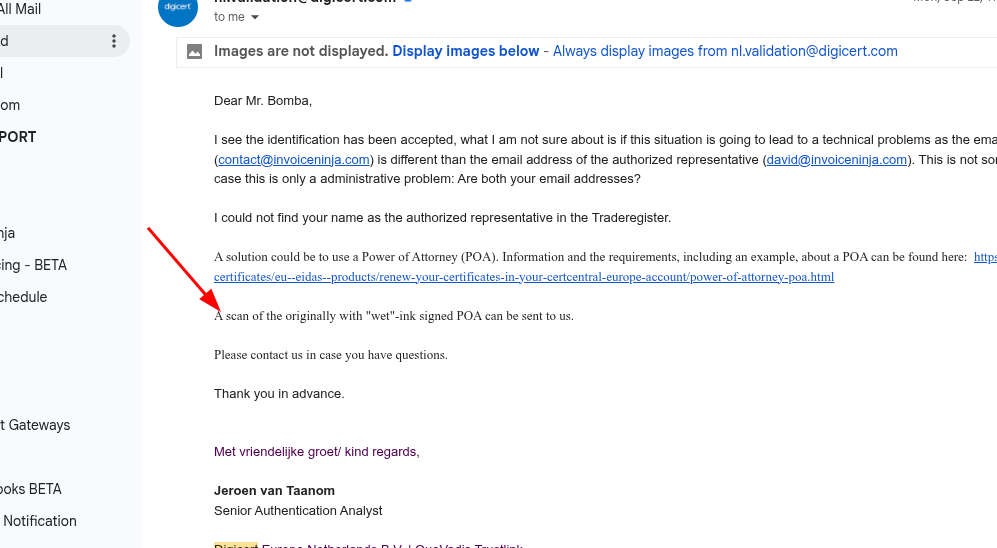 All Mail
d
l
om
PORT
nja
cing - BETA
chedule
t Gateways
ooks BETA
Notification
digicert
nl.validation@digicert.com
to me
Images are not displayed. Display images below - Always display images from nl.validation@digicert.com
Dear Mr. Bomba,
I see the identification has been accepted, what I am not sure about is if this situation is going to lead to a technical problems as the ema
(contact@invoiceninja.com) is different than the email address of the authorized representative (david@invoiceninja.com). This is not so
case this is only a administrative problem: Are both your email addresses?
I could not find your name as the authorized representative in the Traderegister.
A solution could be to use a Power of Attorney (POA). Information and the requirements, including an example, about a POA can be found here: https
certificates/eu--eidas--products/renew-your-certificates-in-your-certcentral-europe-account/power-of-attorney-poa.html
A scan of the originally with "wet"-ink signed POA can be sent to us.
Please contact us in case you have questions.
Thank you in advance.
Met vriendelijke groet/ kind regards,
Jeroen van Taanom
Senior Authentication Analyst
Digicert Europe Netherlands B.V. | QuoVadis Trustlink